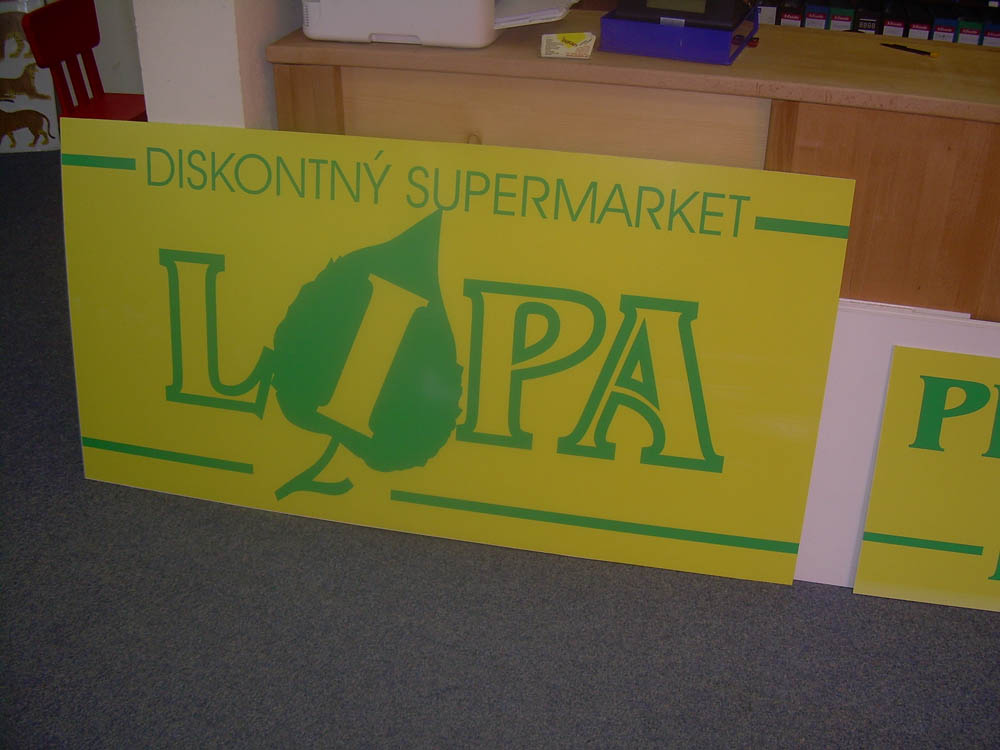 DISKONTNÝ SUPERMARKET
LIPA